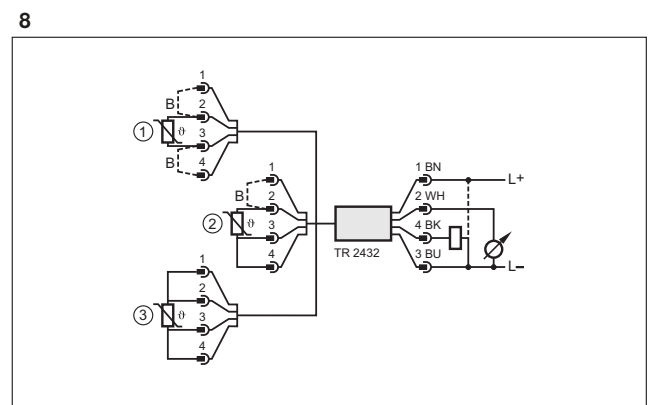 8
1
B 2
① ϑ 3
B 4
1
B 2
② ϑ 3
4
TR 2432
1 BN L+
2 WH
4 BK
3 BU L–
1
2
③ ϑ 3
4